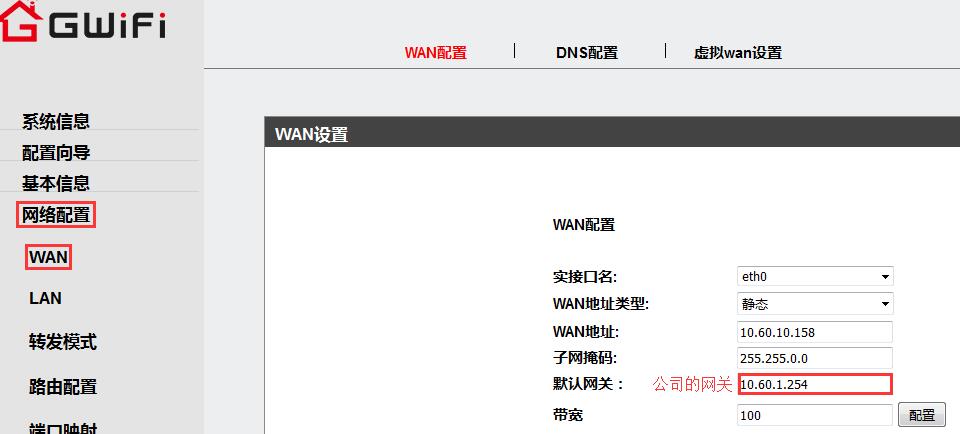 GWiFi
WAN配置
DNS配置
虚拟wan设置
系统信息
配置向导
基本信息
网络配置
WAN
LAN
转发模式
路由配置
端口映射
WAN设置
WAN配置
实接口名: eth0
WAN地址类型: 静态
WAN地址: 10.60.10.158
子网掩码: 255.255.0.0
默认网关： 公司的网关 10.60.1.254
带宽 100 配置